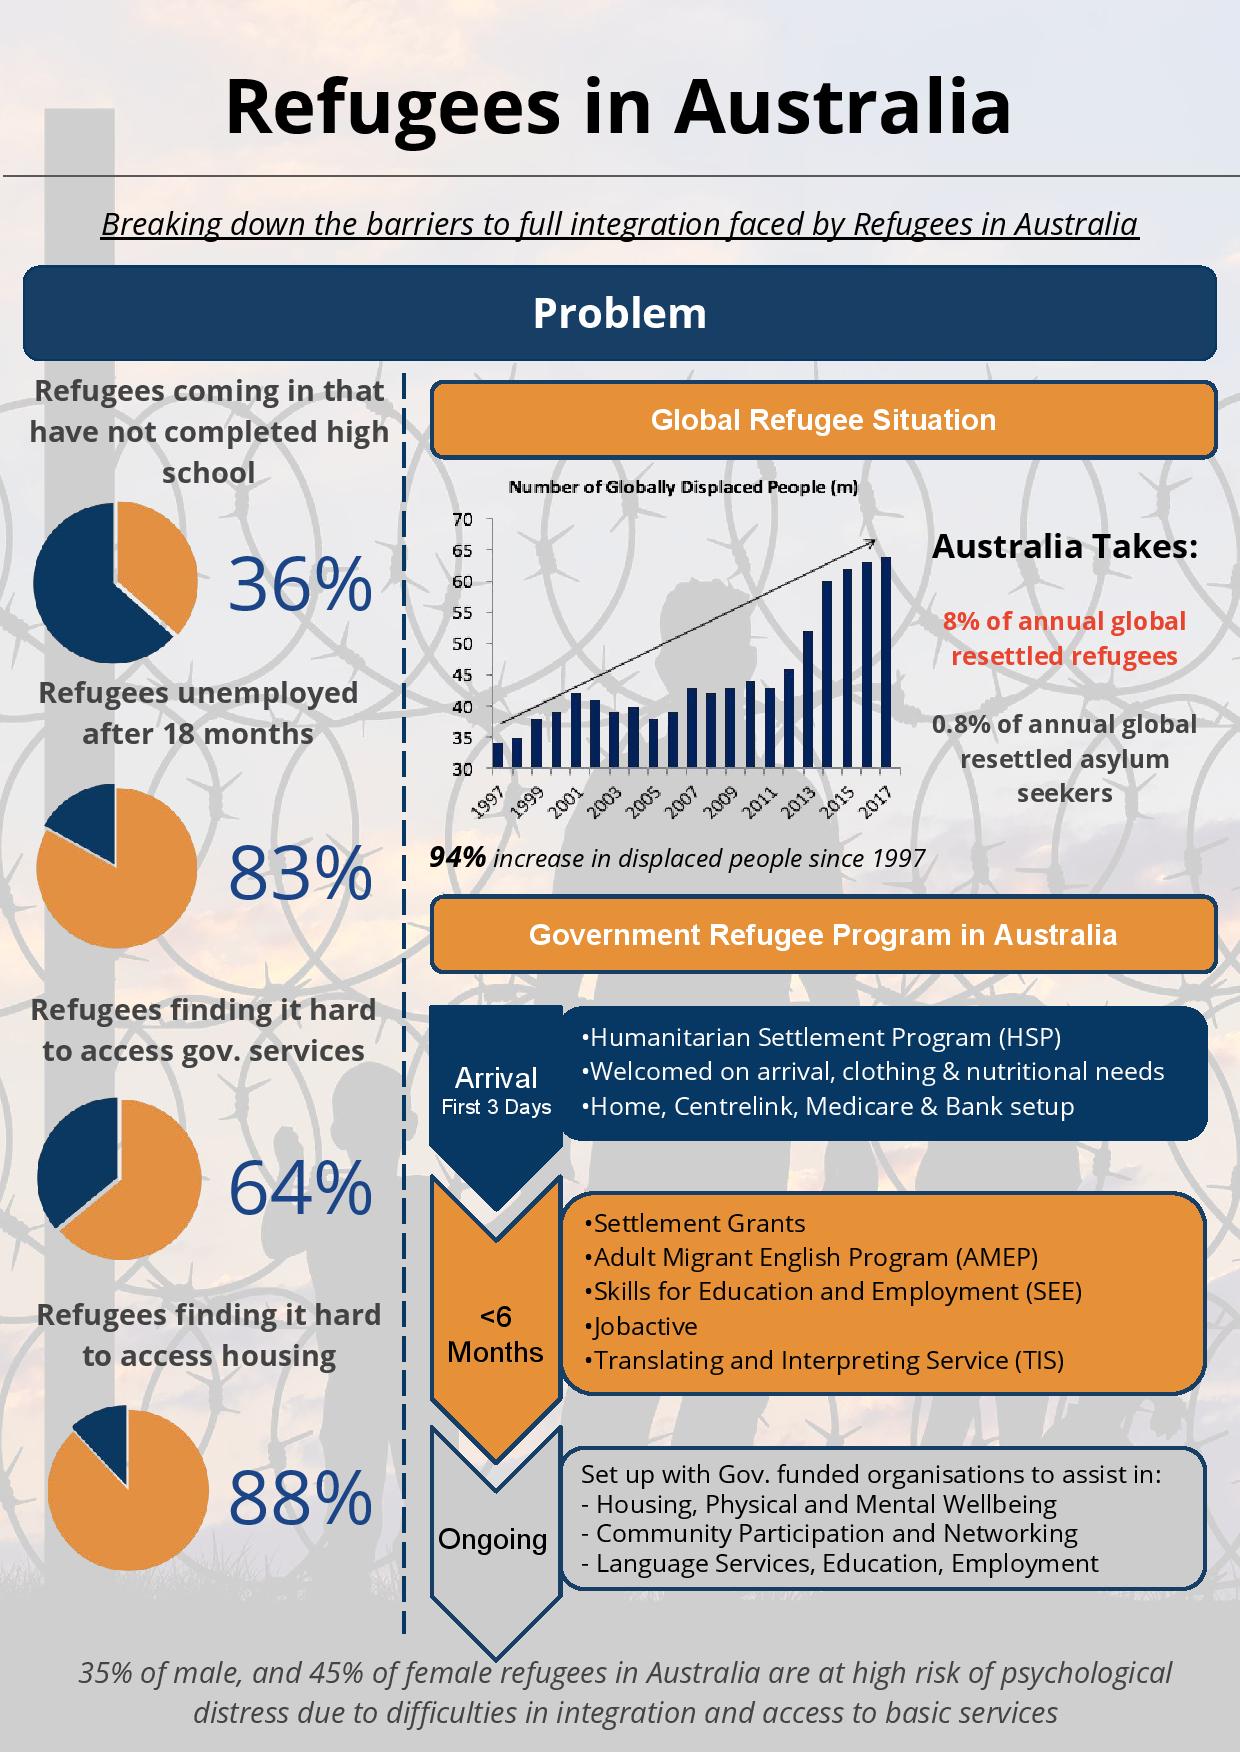 Refugees in Australia
Breaking down the barriers to full integration faced by Refugees in Australia
Problem
Refugees coming in that
have not completed high
school
36%
Refugees unemployed
after 18 months
83%
Refugees finding it hard
to access gov. services
64%
Refugees finding it hard
to access housing
88%
Global Refugee Situation
Number of Globally Displaced People (m)
70
65
60
55
50
45
40
35
30
1997 1999 2001 2003 2005 2007 2009 2011 2013 2015 2017
94% increase in displaced people since 1997
Australia Takes:
8% of annual global
resettled refugees
0.8% of annual global
resettled asylum
seekers
Government Refugee Program in Australia
Arrival
First 3 Days
•Humanitarian Settlement Program (HSP)
•Welcomed on arrival, clothing & nutritional needs
•Home, Centrelink, Medicare & Bank setup
<6
Months
•Settlement Grants
•Adult Migrant English Program (AMEP)
•Skills for Education and Employment (SEE)
•Jobactive
•Translating and Interpreting Service (TIS)
Ongoing
Set up with Gov. funded organisations to assist in:
- Housing, Physical and Mental Wellbeing
- Community Participation and Networking
- Language Services, Education, Employment
35% of male, and 45% of female refugees in Australia are at high risk of psychological
distress due to difficulties in integration and access to basic services